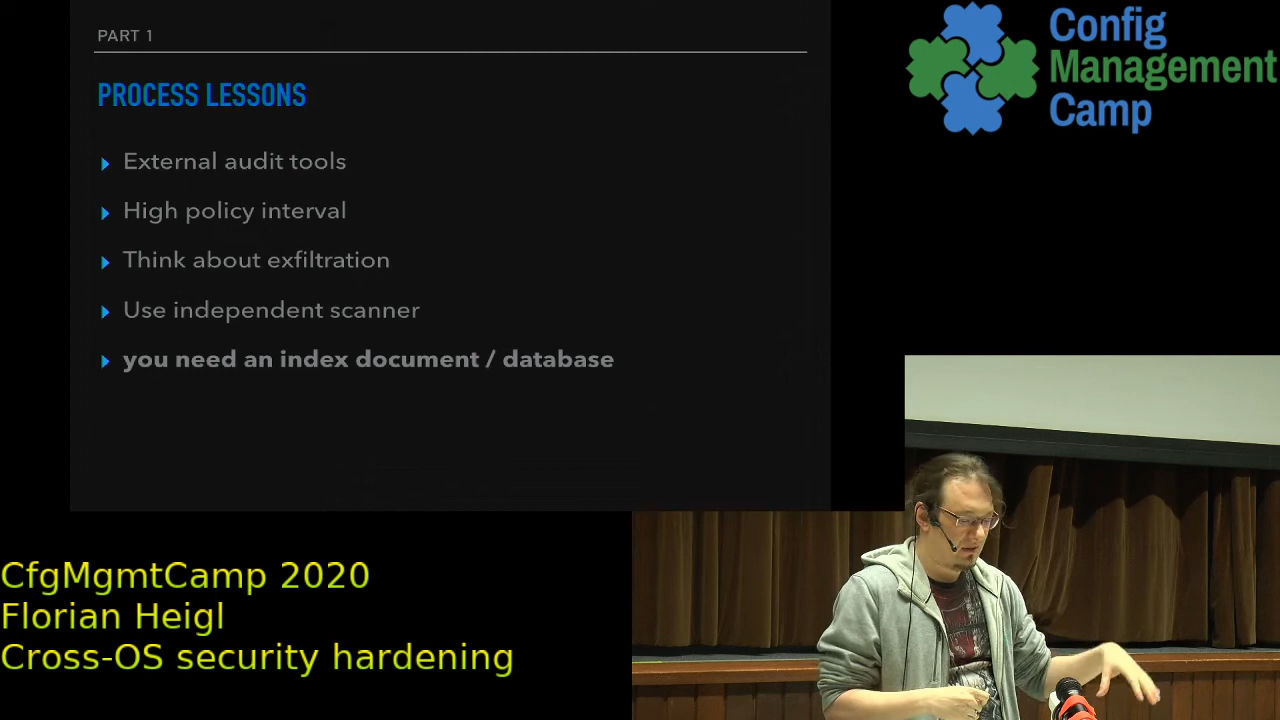 PART 1
PROCESS LESSONS
External audit tools
High policy interval
Think about exfiltration
Use independent scanner
you need an index document / database
Config
Management
Camp
CfgMgmtCamp 2020
Florian Heigl
Cross-OS security hardening